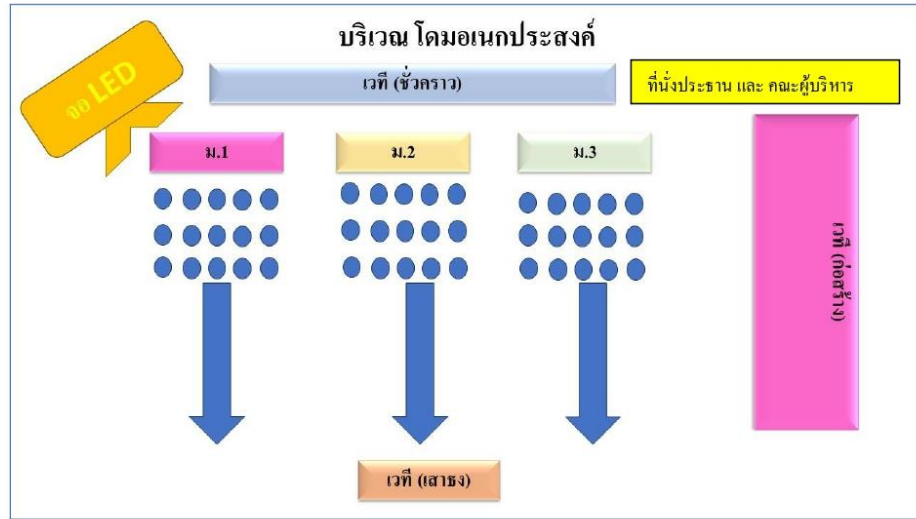 บริเวณ โดมอเนกประสงค์
จอ LED
เวที (ชั่วคราว)
ที่นั่งประธาน และ คณะผู้บริหาร
ม.1
ม.2
ม.3
เวที (ก่อสร้าง)
เวที (เสาธง)